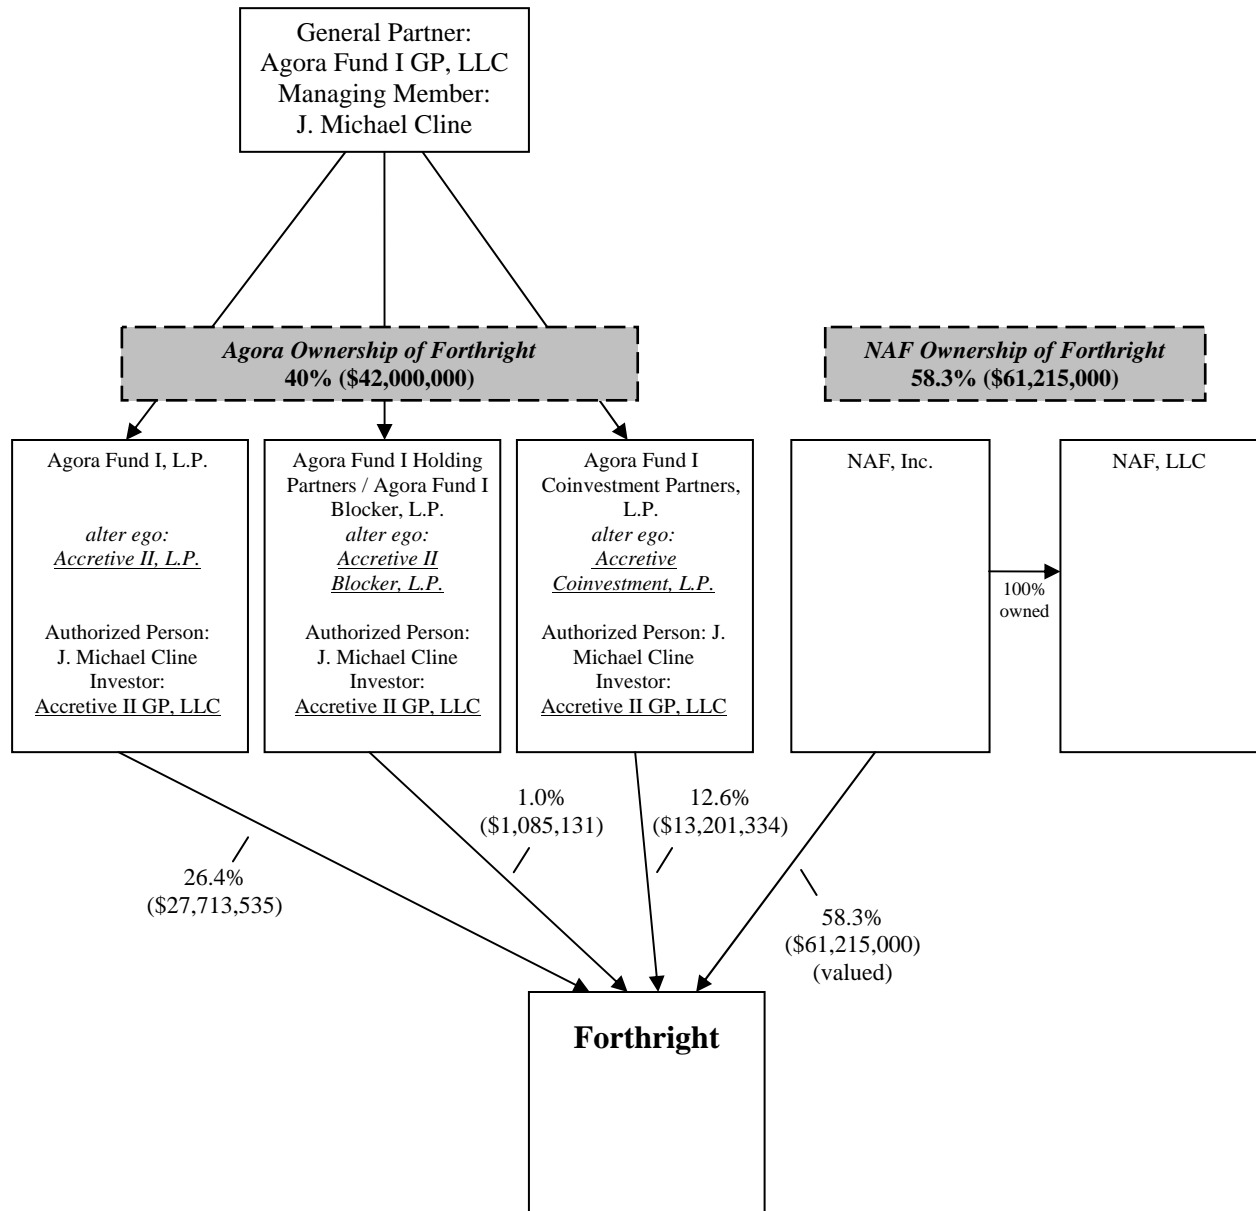 General Partner:
Agora Fund I GP, LLC
Managing Member:
J. Michael Cline
Agora Ownership of Forthright
40% ($42,000,000)
NAF Ownership of Forthright
58.3% ($61,215,000)
Agora Fund I, L.P.
alter ego:
Accretive II, L.P.
Authorized Person:
J. Michael Cline
Investor:
Accretive II GP, LLC
Agora Fund I Holding
Partners / Agora Fund I
Blocker, L.P.
alter ego:
Accretive II
Blocker, L.P.
Authorized Person:
J. Michael Cline
Investor:
Accretive II GP, LLC
Agora Fund I
Coinvestment Partners,
L.P.
alter ego:
Accretive
Coinvestment, L.P.
Authorized Person: J.
Michael Cline
Investor:
Accretive II GP, LLC
NAF, Inc.
100%
owned
NAF, LLC
26.4%
($27,713,535)
1.0%
($1,085,131)
12.6%
($13,201,334)
58.3%
($61,215,000)
(valued)
Forthright